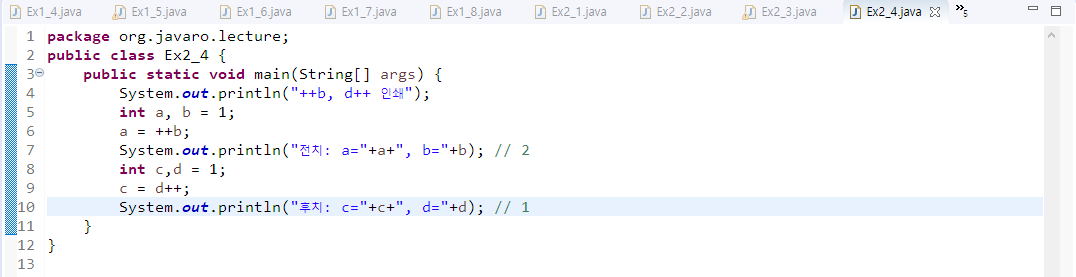 Ex1_4.java Ex1_5.java Ex1_6.java Ex1_7.java Ex1_8.java Ex2_1.java Ex2_2.java Ex2_3.java Ex2_4.java »5
1 package org.javaro.lecture;
2 public class Ex2_4 {
3 public static void main(String[] args) {
4 System.out.println("++b, d++ 인쇄");
5 int a, b = 1;
6 a = ++b;
7 System.out.println("전치: a="+a+", b="+b); // 2
8 int c,d = 1;
9 c = d++;
10 System.out.println("후치: c="+c+", d="+d); // 1
11 }
12 }
13